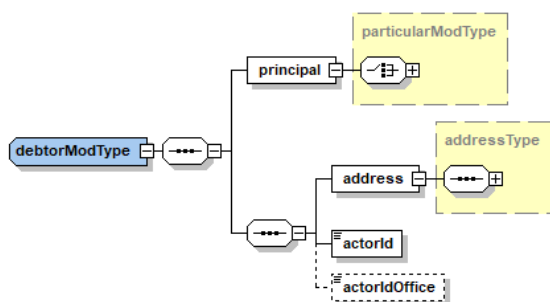 particularModType
principal
debtorModType
addressType
address
actorId
actorIdOffice